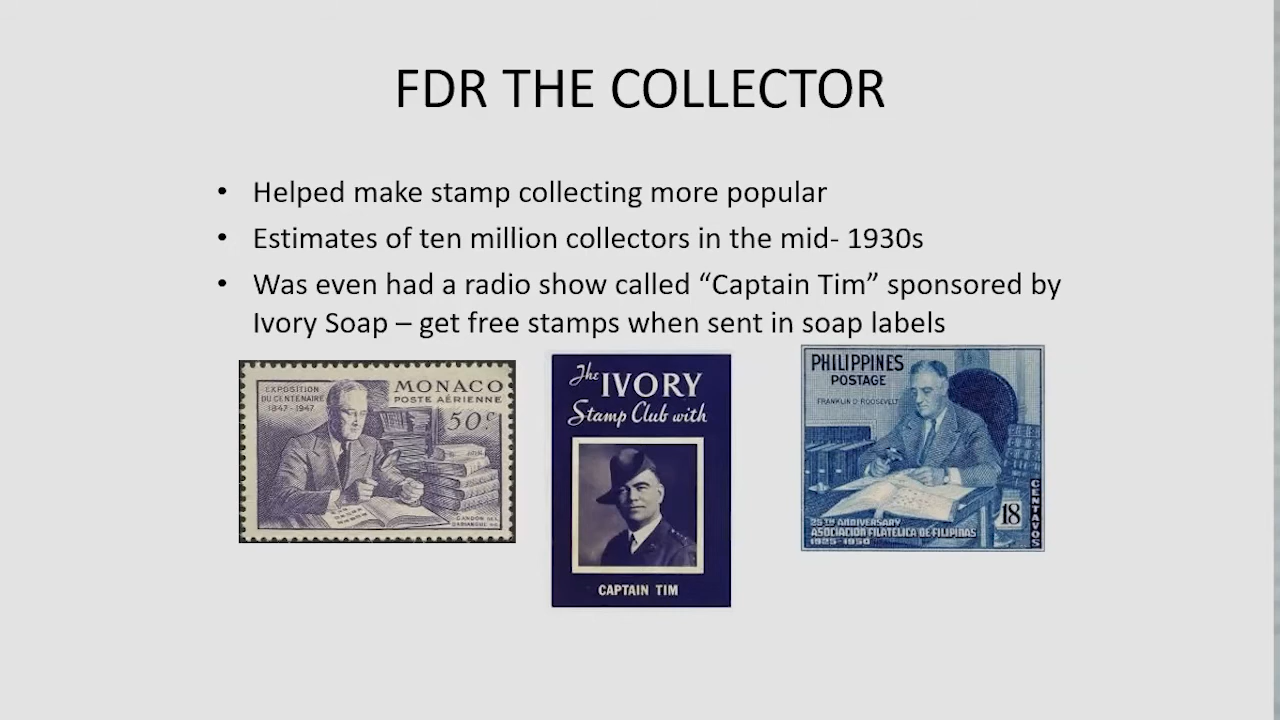 FDR THE COLLECTOR
• Helped make stamp collecting more popular
• Estimates of ten million collectors in the mid- 1930s
• Was even had a radio show called “Captain Tim” sponsored by
Ivory Soap – get free stamps when sent in soap labels
EXPOSITION
DU CENTENAIRE
1847-1947
MONACO
POSTE AÉRIENNE
50c.
The IVORY
Stamp Club with
CAPTAIN TIM
PHILIPPINES
POSTAGE
FRANKLIN D. ROOSEVELT
18
CENTAVOS
25TH ANNIVERSARY
ASOCIACION FILATELICA DE FILIPINAS
1925-1950